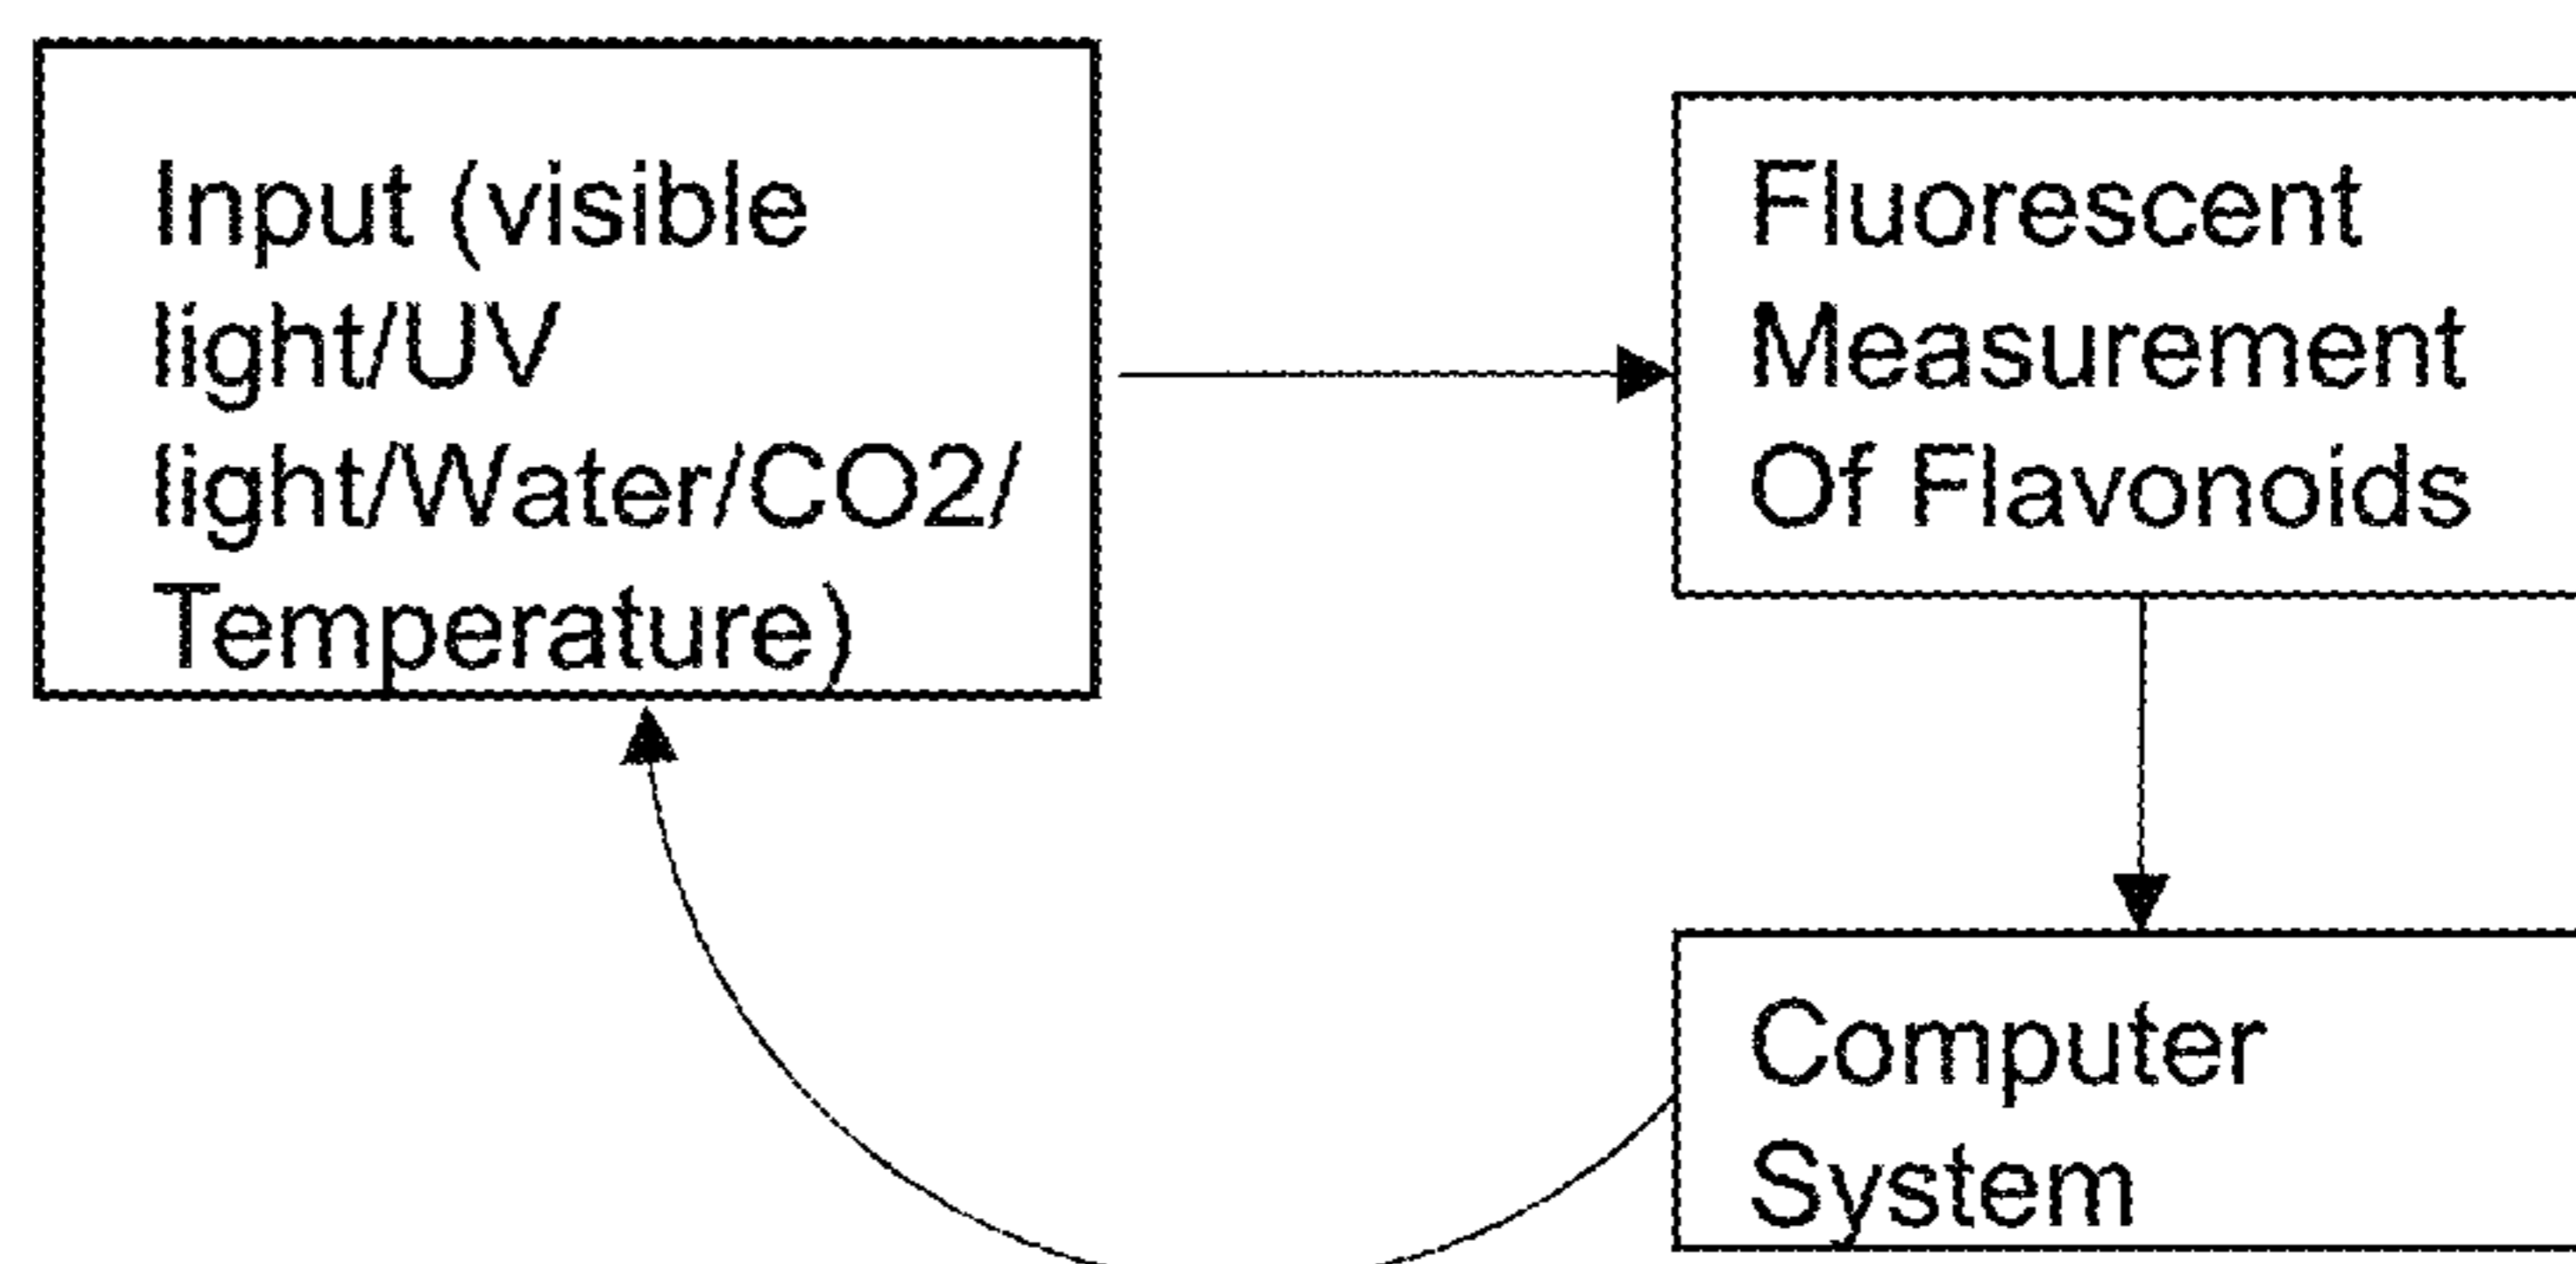 Input (visible
light/UV
light/Water/CO2/
Temperature)
Fluorescent
Measurement
Of Flavonoids
Computer
System